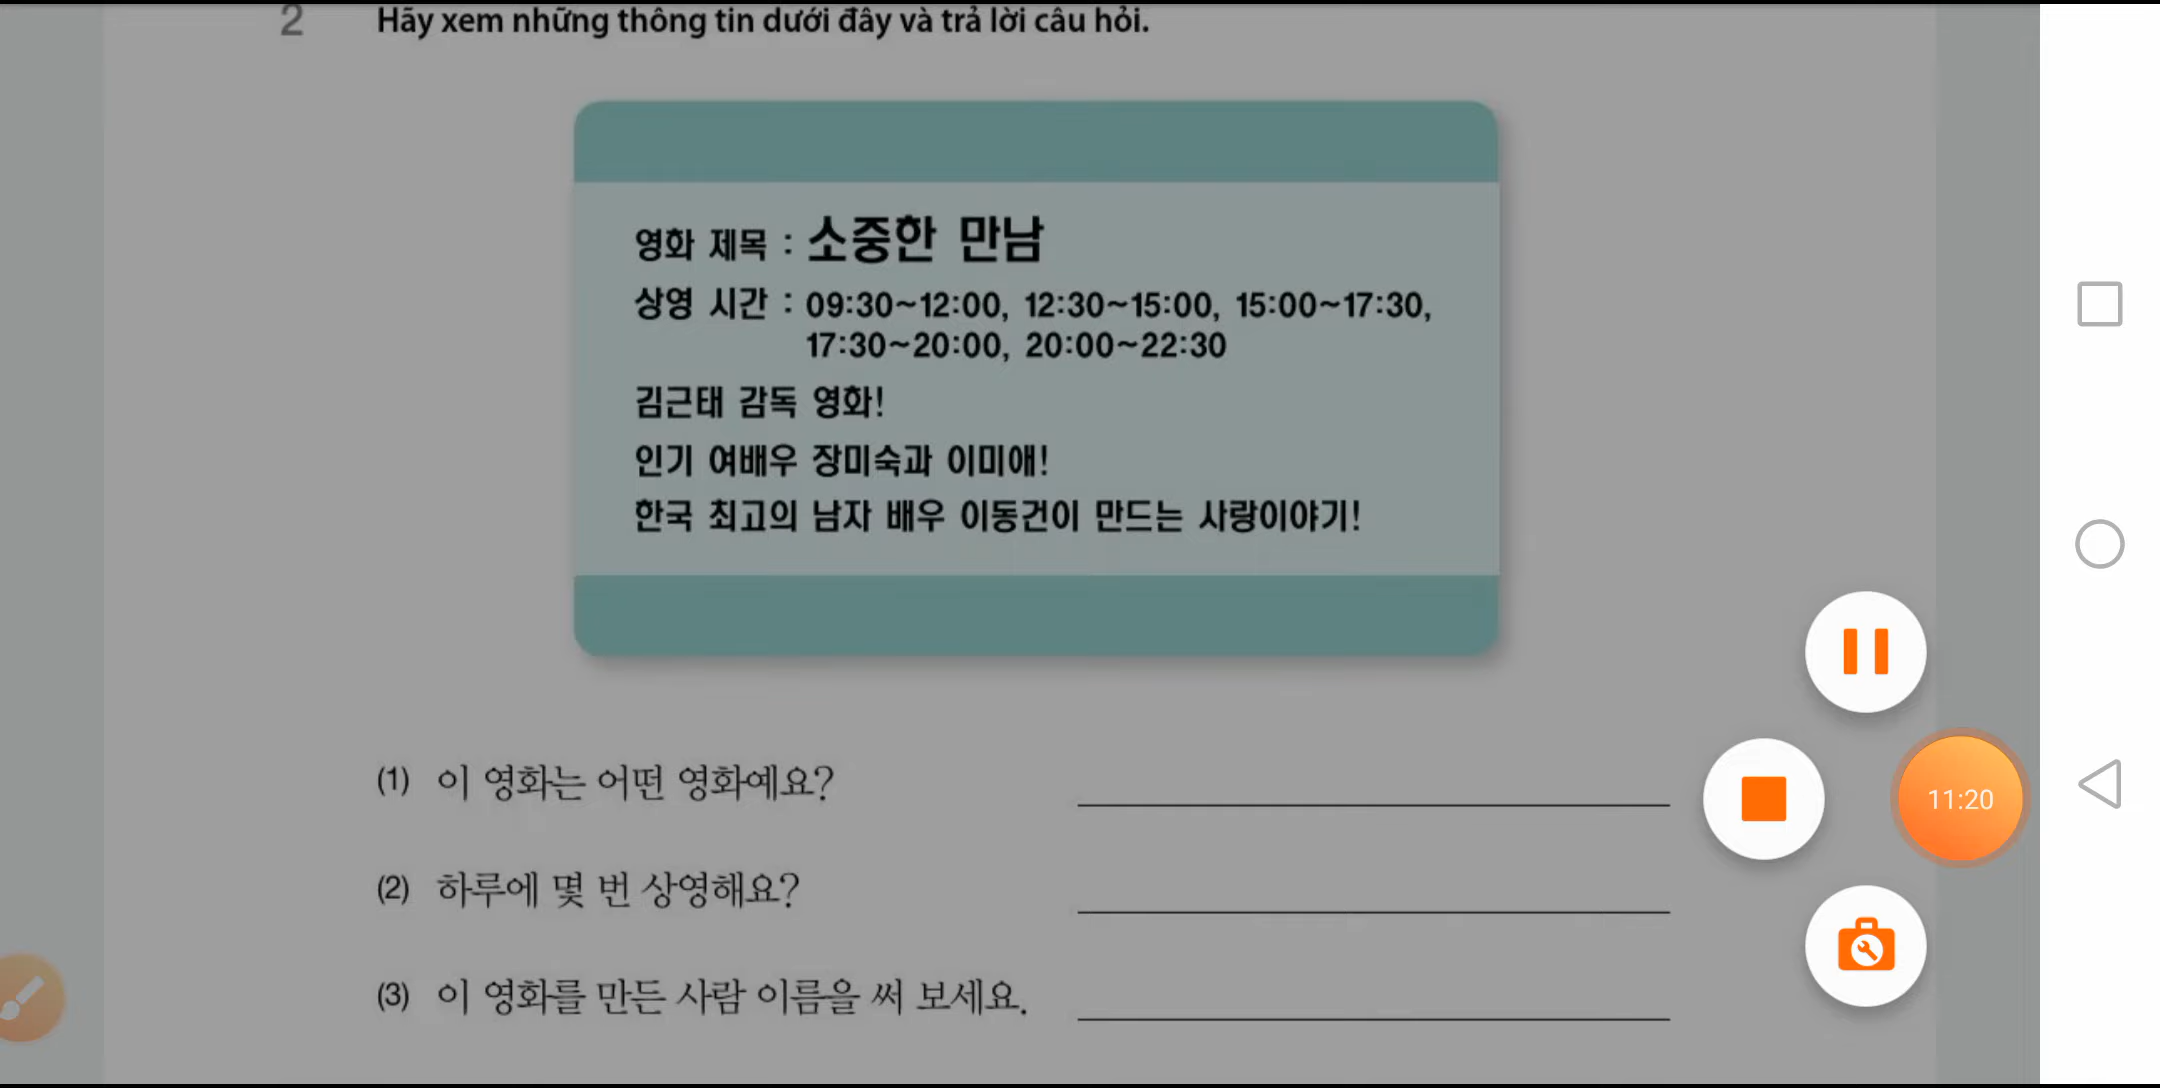 2 Hãy xem những thông tin dưới đây và trả lời câu hỏi.
영화 제목 : 소중한 만남
상영 시간 : 09:30~12:00, 12:30~15:00, 15:00~17:30,
17:30~20:00, 20:00~22:30
김근태 감독 영화!
인기 여배우 장미숙과 이미애!
한국 최고의 남자 배우 이동건이 만드는 사랑이야기!
(1) 이 영화는 어떤 영화예요?
(2) 하루에 몇 번 상영해요?
(3) 이 영화를 만든 사람 이름을 써 보세요.
11:20